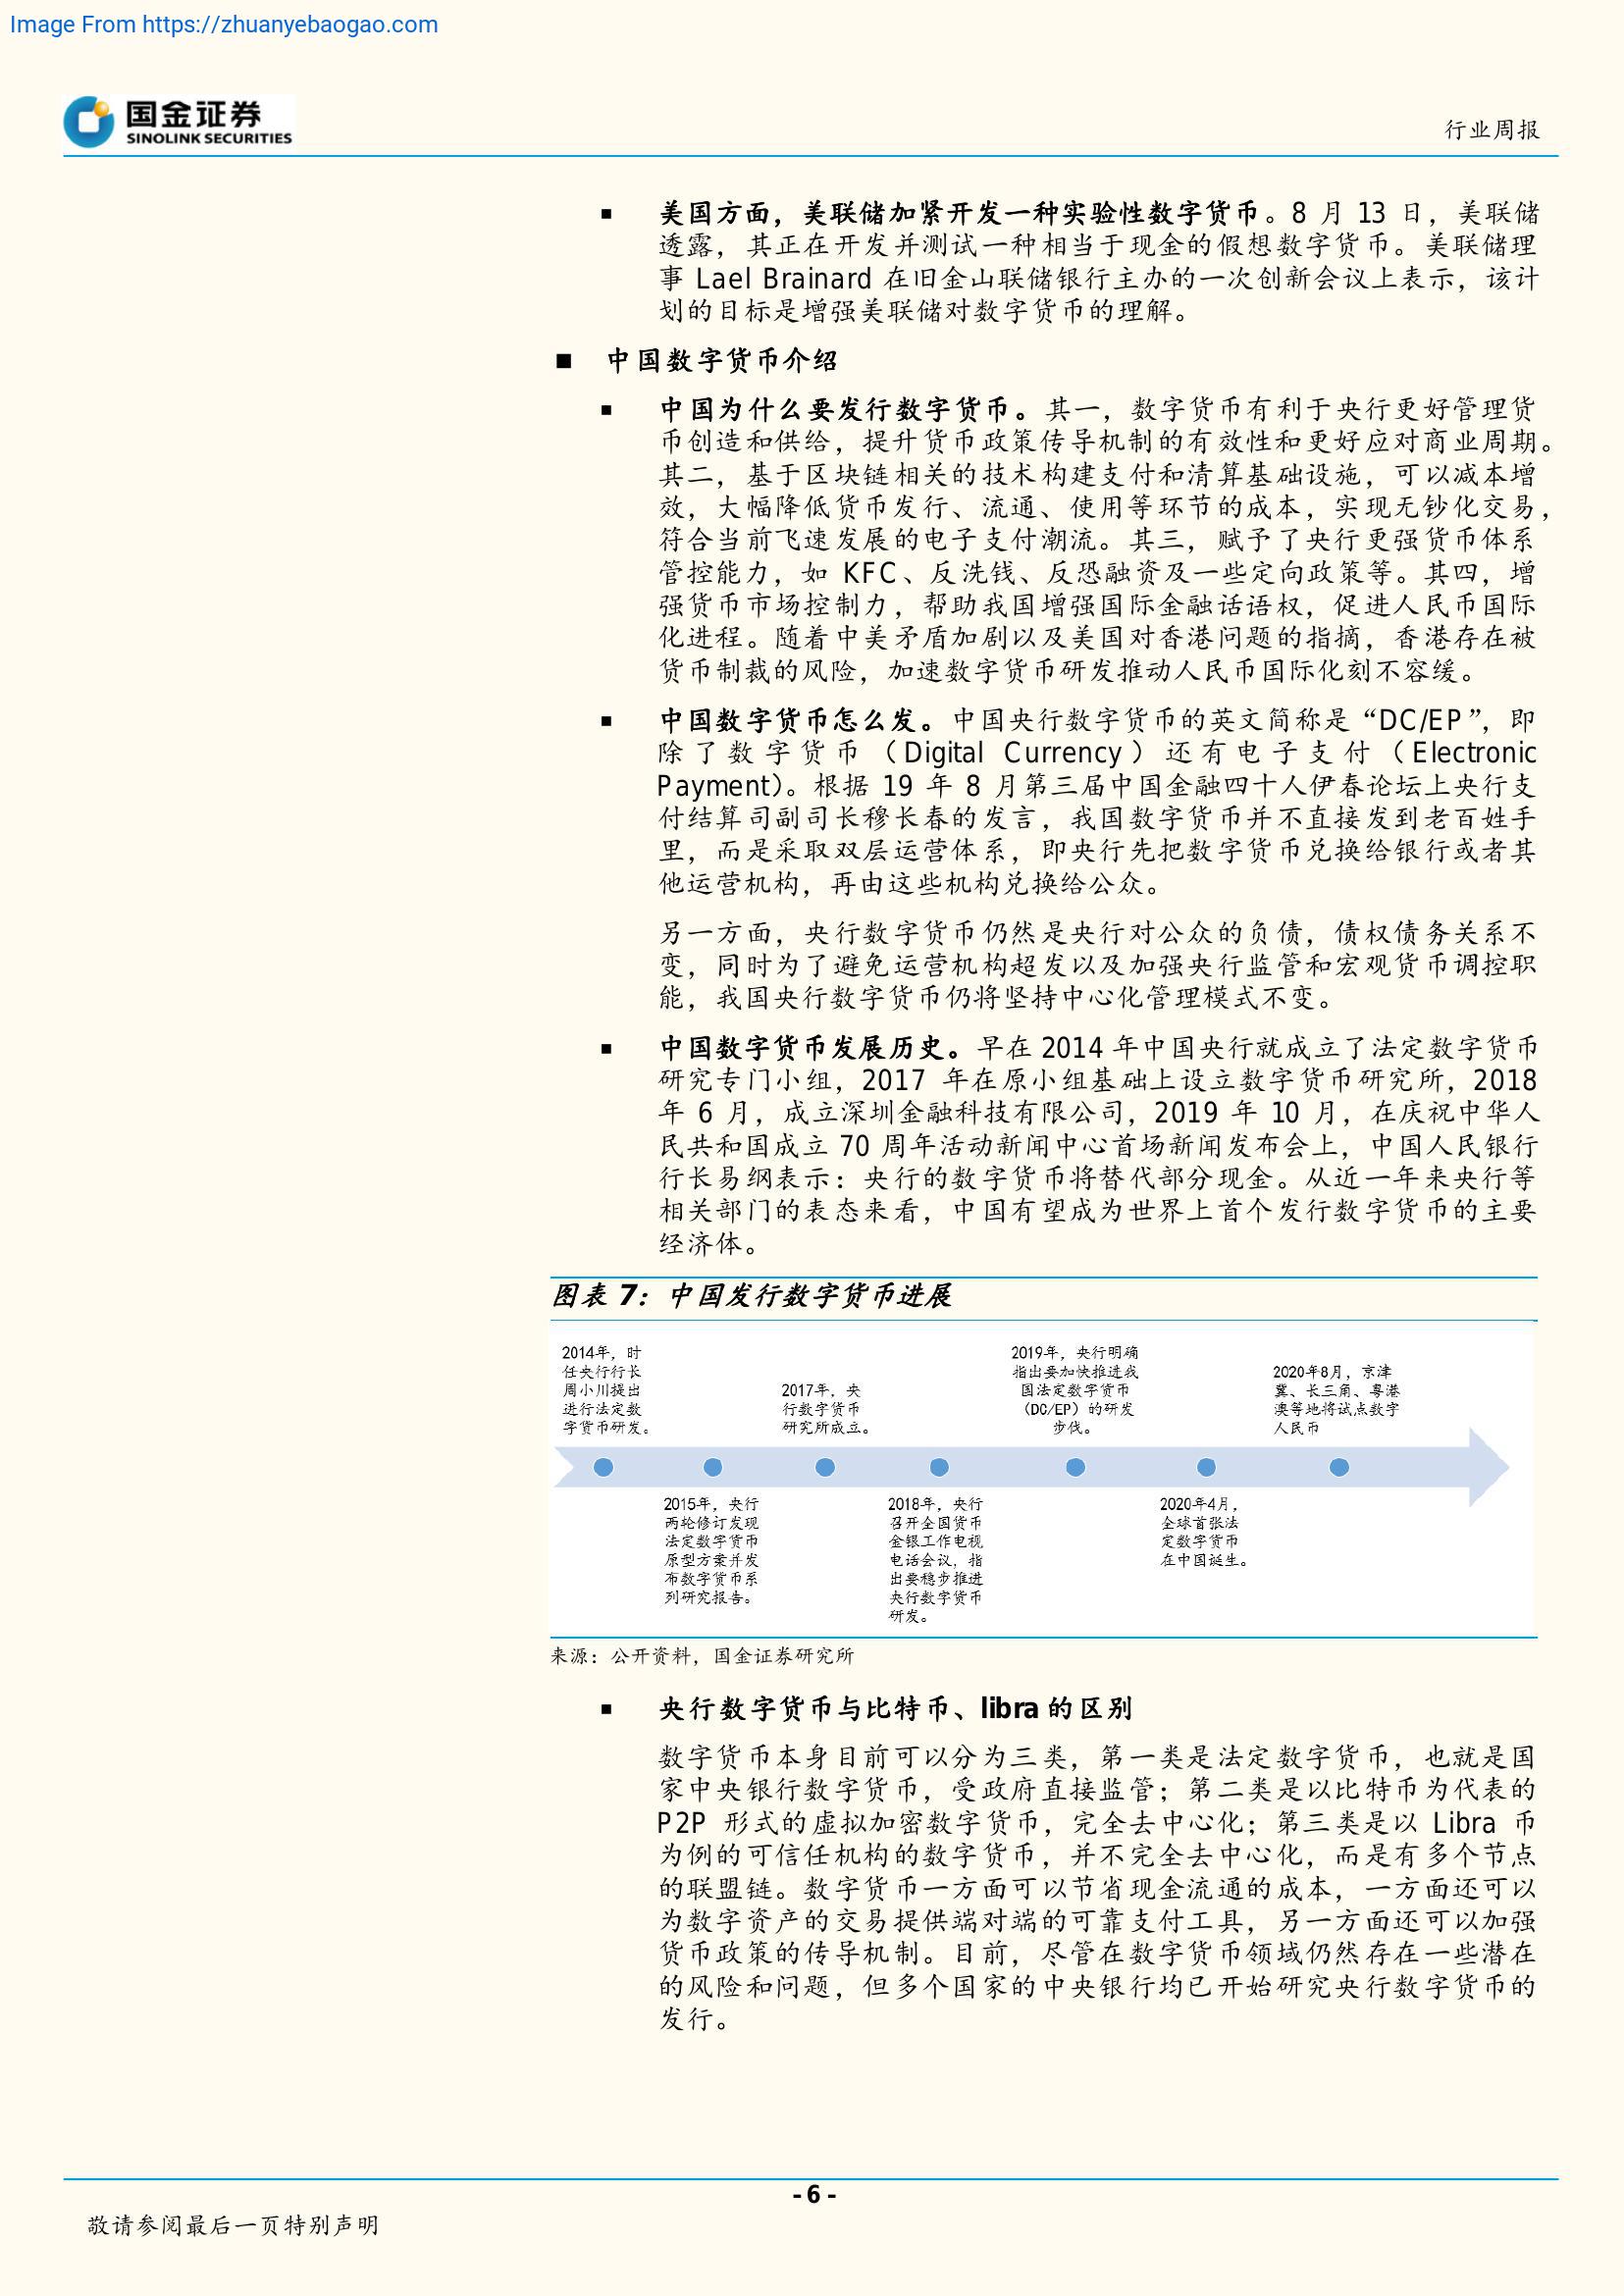 Image From https://zhuanyebaogao.com
国金证券
SINOLINK SECURITIES
行业周报
▪ 美国方面，美联储加紧开发一种实验性数字货币。8 月 13 日，美联储
透露，其正在开发并测试一种相当于现金的假想数字货币。美联储理
事 Lael Brainard 在旧金山联储银行主办的一次创新会议上表示，该计
划的目标是增强美联储对数字货币的理解。
■ 中国数字货币介绍
▪ 中国为什么要发行数字货币。其一，数字货币有利于央行更好管理货
币创造和供给，提升货币政策传导机制的有效性和更好应对商业周期。
其二，基于区块链相关的技术构建支付和清算基础设施，可以减本增
效，大幅降低货币发行、流通、使用等环节的成本，实现无钞化交易，
符合当前飞速发展的电子支付潮流。其三，赋予了央行更强货币体系
管控能力，如 KFC、反洗钱、反恐融资及一些定向政策等。其四，增
强货币市场控制力，帮助我国增强国际金融话语权，促进人民币国际
化进程。随着中美矛盾加剧以及美国对香港问题的指摘，香港存在被
货币制裁的风险，加速数字货币研发推动人民币国际化刻不容缓。
▪ 中国数字货币怎么发。中国央行数字货币的英文简称是“DC/EP”，即
除了数字货币（Digital Currency）还有电子支付（Electronic
Payment）。根据 19 年 8 月第三届中国金融四十人伊春论坛上央行支
付结算司副司长穆长春的发言，我国数字货币并不直接发到老百姓手
里，而是采取双层运营体系，即央行先把数字货币兑换给银行或者其
他运营机构，再由这些机构兑换给公众。
另一方面，央行数字货币仍然是央行对公众的负债，债权债务关系不
变，同时为了避免运营机构超发以及加强央行监管和宏观货币调控职
能，我国央行数字货币仍将坚持中心化管理模式不变。
▪ 中国数字货币发展历史。早在 2014 年中国央行就成立了法定数字货币
研究专门小组，2017 年在原小组基础上设立数字货币研究所，2018
年 6 月，成立深圳金融科技有限公司，2019 年 10 月，在庆祝中华人
民共和国成立 70 周年活动新闻中心首场新闻发布会上，中国人民银行
行长易纲表示：央行的数字货币将替代部分现金。从近一年来央行等
相关部门的表态来看，中国有望成为世界上首个发行数字货币的主要
经济体。
图表 7：中国发行数字货币进展
2014年，时
任央行行长
周小川提出
进行法定数
字货币研发。
2015年，央行
两轮修订发现
法定数字货币
原型方案并发
布数字货币系
列研究报告。
2017年，央
行数字货币
研究所成立。
2018年，央行
召开全国货币
金银工作电视
电话会议，指
出要稳步推进
央行数字货币
研发。
2019年，央行明确
指出要加快推进我
国法定数字货币
（DC/EP）的研发
步伐。
2020年4月，
全球首张法
定数字货币
在中国诞生。
2020年8月，京津
冀、长三角、粤港
澳等地将试点数字
人民币
来源：公开资料，国金证券研究所
▪ 央行数字货币与比特币、libra 的区别
数字货币本身目前可以分为三类，第一类是法定数字货币，也就是国
家中央银行数字货币，受政府直接监管；第二类是以比特币为代表的
P2P 形式的虚拟加密数字货币，完全去中心化；第三类是以 Libra 币
为例的可信任机构的数字货币，并不完全去中心化，而是有多个节点
的联盟链。数字货币一方面可以节省现金流通的成本，一方面还可以
为数字资产的交易提供端对端的可靠支付工具，另一方面还可以加强
货币政策的传导机制。目前，尽管在数字货币领域仍然存在一些潜在
的风险和问题，但多个国家的中央银行均已开始研究央行数字货币的
发行。
- 6 -
敬请参阅最后一页特别声明